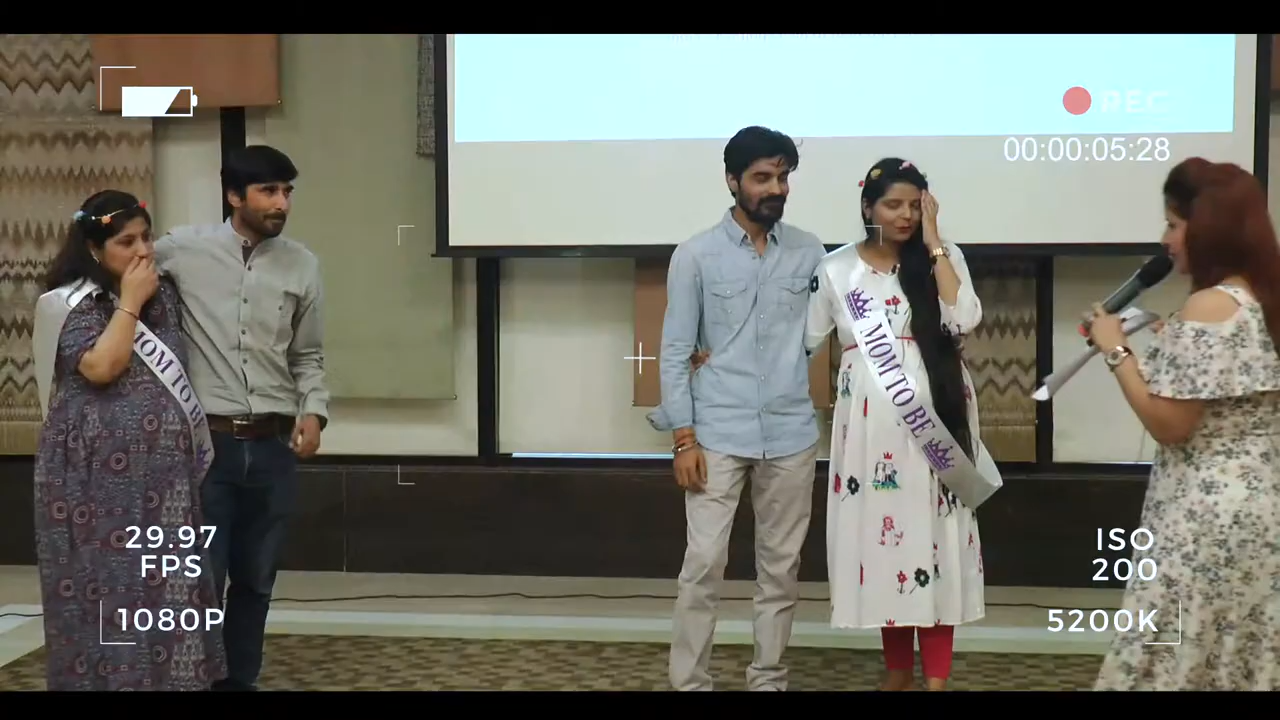 REC
00:00:05:28
MOM TO BE
MOM TO BE
29.97
FPS
1080P
ISO
200
5200K